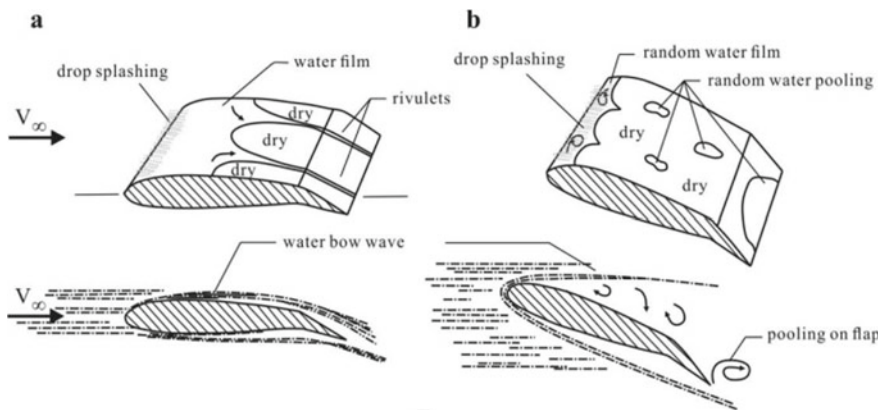 a
b
drop splashing
water film
rivulets
dry
dry
dry
V∞
drop splashing
random water film
random water pooling
dry
dry
water bow wave
V∞
pooling on flap